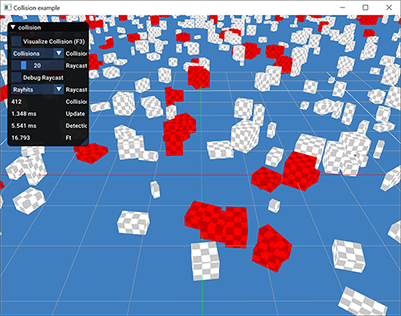 Collision example
collision
Visualize Collision (F3)
Collisions
Collision
20
Raycast
Debug Raycast
Rayhits
Raycast
412
Collision
1.348 ms
Update
5.541 ms
Detectic
16.793
Ft